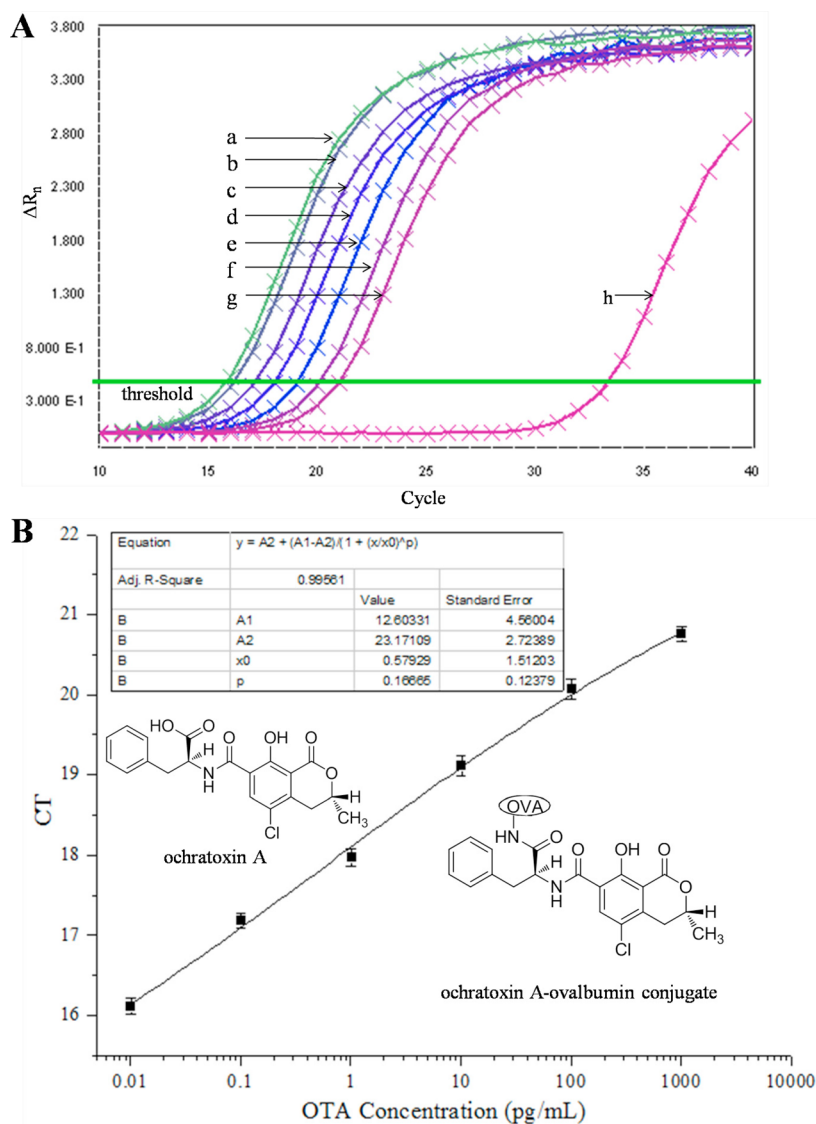 A
3.800
3.300
2.800
2.300
1.800
1.300
8.000 E-1
3.000 E-1
ΔRn
a
b
c
d
e
f
g
h
threshold
10 15 20 25 30 35 40
Cycle
B
22
21
20
19
18
17
16
CT
Equation y = A2 + (A1-A2)/(1 + (x/x0)^p)
Adj. R-Square 0.99561
Value Standard Error
B A1 12.60331 4.56004
B A2 23.17109 2.72389
B x0 0.57929 1.51203
B p 0.16665 0.12379
HO O
H O OH O
N H O
H
Cl CH3
ochratoxin A
OVA
HN O
H O OH O
N H O
H
Cl CH3
ochratoxin A-ovalbumin conjugate
0.01 0.1 1 10 100 1000 10000
OTA Concentration (pg/mL)